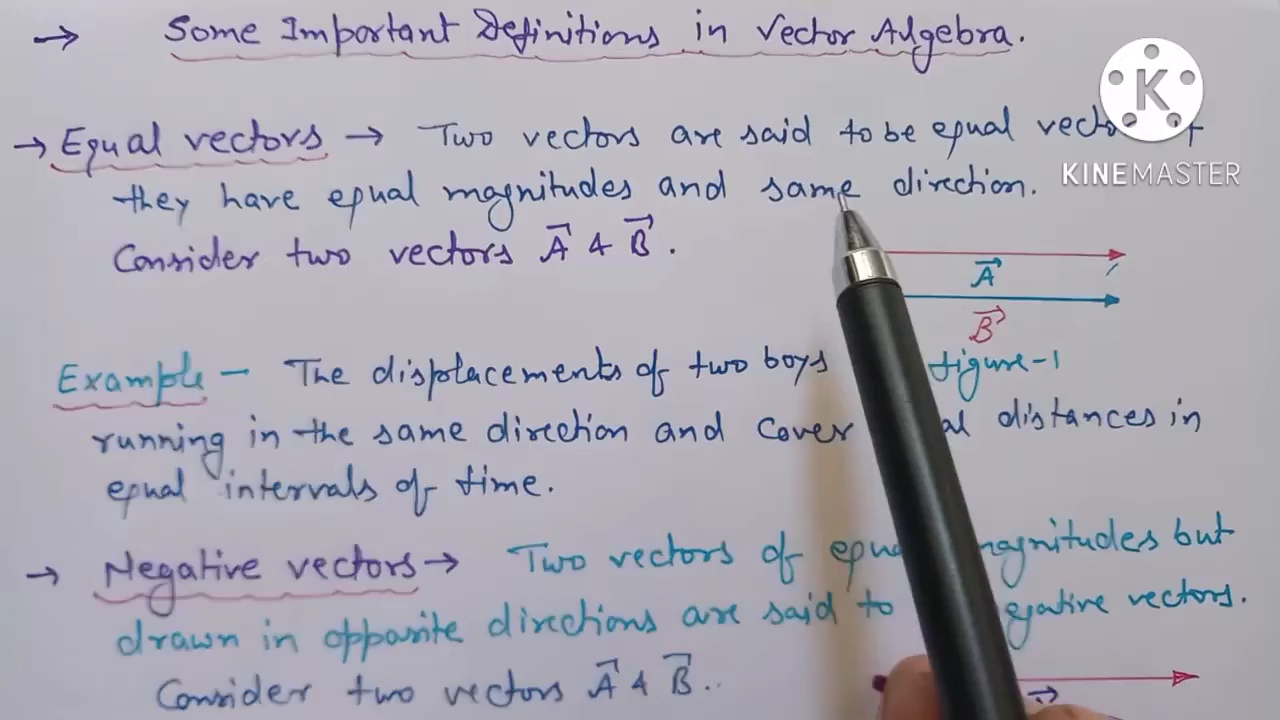 → Some Important Definitions in Vector Algebra.
K
KINEMASTER
→ Equal vectors → Two vectors are said to be equal
they have equal magnitudes and same direction.
Consider two vectors A⃗ & B⃗.
A⃗
B⃗
Example – The displacements of two boys figure-1
running in the same direction and cover distances in
equal intervals of time.
→ Negative vectors → Two vectors of magnitudes but
drawn in opposite directions are said to vectors.
Consider two vectors A⃗ & B⃗..